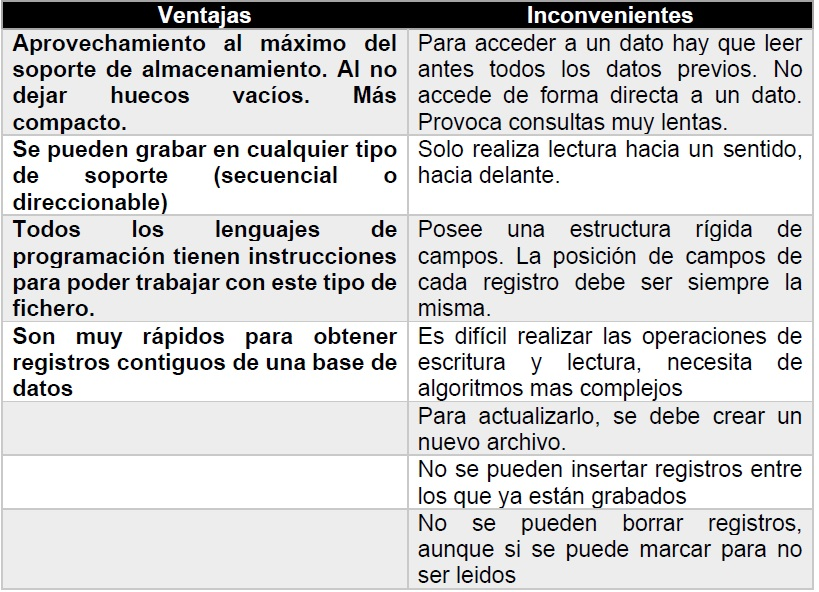 Ventajas
Inconvenientes
Aprovechamiento al máximo del
soporte de almacenamiento. Al no
dejar huecos vacíos. Más
compacto.
Para acceder a un dato hay que leer
antes todos los datos previos. No
accede de forma directa a un dato.
Provoca consultas muy lentas.
Se pueden grabar en cualquier tipo
de soporte (secuencial o
direccionable)
Solo realiza lectura hacia un sentido,
hacia delante.
Todos los lenguajes de
programación tienen instrucciones
para poder trabajar con este tipo de
fichero.
Posee una estructura rígida de
campos. La posición de campos de
cada registro debe ser siempre la
misma.
Son muy rápidos para obtener
registros contiguos de una base de
datos
Es difícil realizar las operaciones de
escritura y lectura, necesita de
algoritmos mas complejos
Para actualizarlo, se debe crear un
nuevo archivo.
No se pueden insertar registros entre
los que ya están grabados
No se pueden borrar registros,
aunque si se puede marcar para no
ser leidos